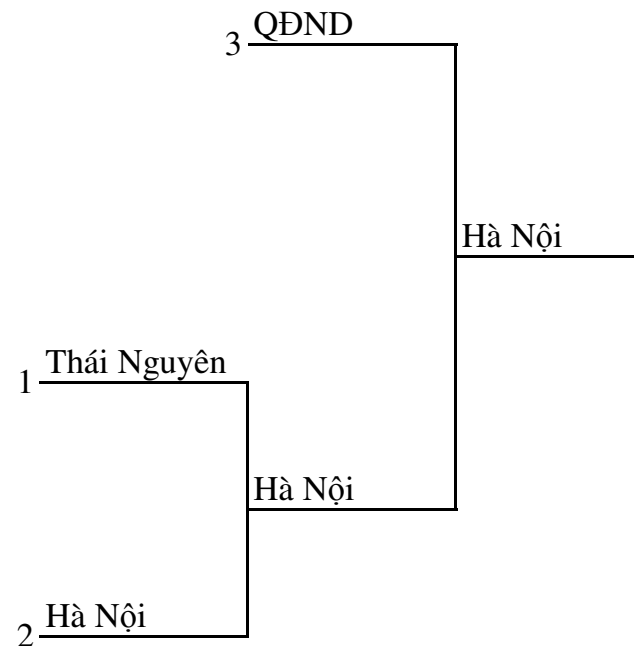 3 QĐND
Hà Nội
1 Thái Nguyên
Hà Nội
2 Hà Nội